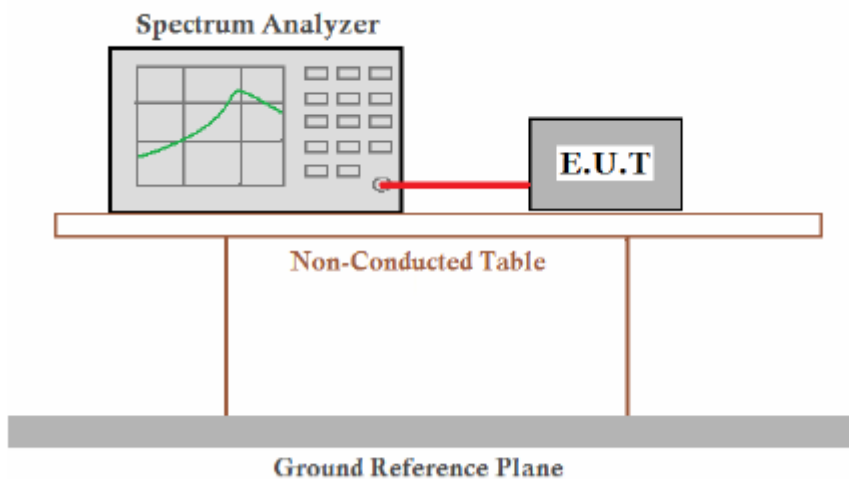 Spectrum Analyzer
E.U.T
Non-Conducted Table
Ground Reference Plane